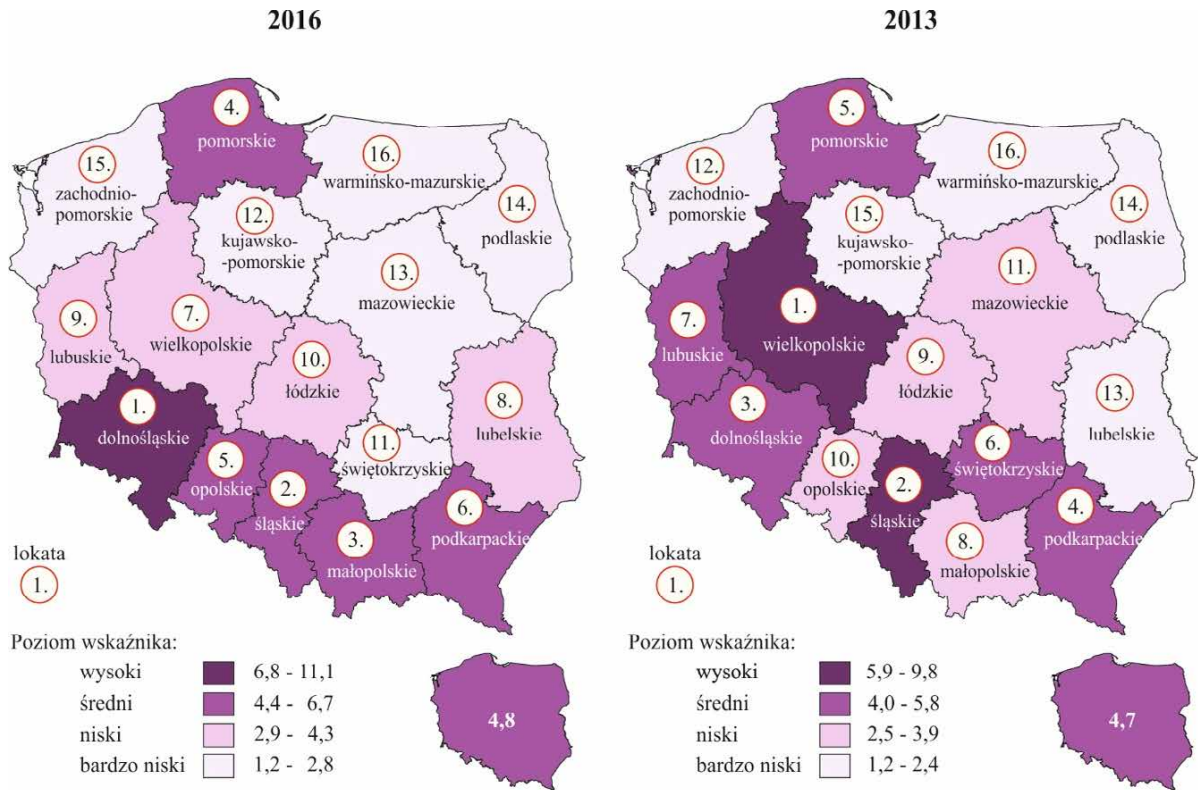 2016
4.
pomorskie
15.
zachodnio-
pomorskie
16.
warmińsko-mazurskie
14.
podlaskie
12.
kujawsko-
-pomorskie
13.
mazowieckie
9.
lubuskie
7.
wielkopolskie
10.
łódzkie
8.
lubelskie
1.
dolnośląskie
5.
opolskie
2.
śląskie
11.
świętokrzyskie
3.
małopolskie
6.
podkarpackie
lokata
1.
Poziom wskaźnika:
wysoki 6,8 - 11,1
średni 4,4 - 6,7
niski 2,9 - 4,3
bardzo niski 1,2 - 2,8
4,8
2013
5.
pomorskie
12.
zachodnio-
pomorskie
16.
warmińsko-mazurskie
14.
podlaskie
15.
kujawsko-
-pomorskie
11.
mazowieckie
7.
lubuskie
1.
wielkopolskie
9.
łódzkie
13.
lubelskie
3.
dolnośląskie
10.
opolskie
2.
śląskie
6.
świętokrzyskie
8.
małopolskie
4.
podkarpackie
lokata
1.
Poziom wskaźnika:
wysoki 5,9 - 9,8
średni 4,0 - 5,8
niski 2,5 - 3,9
bardzo niski 1,2 - 2,4
4,7